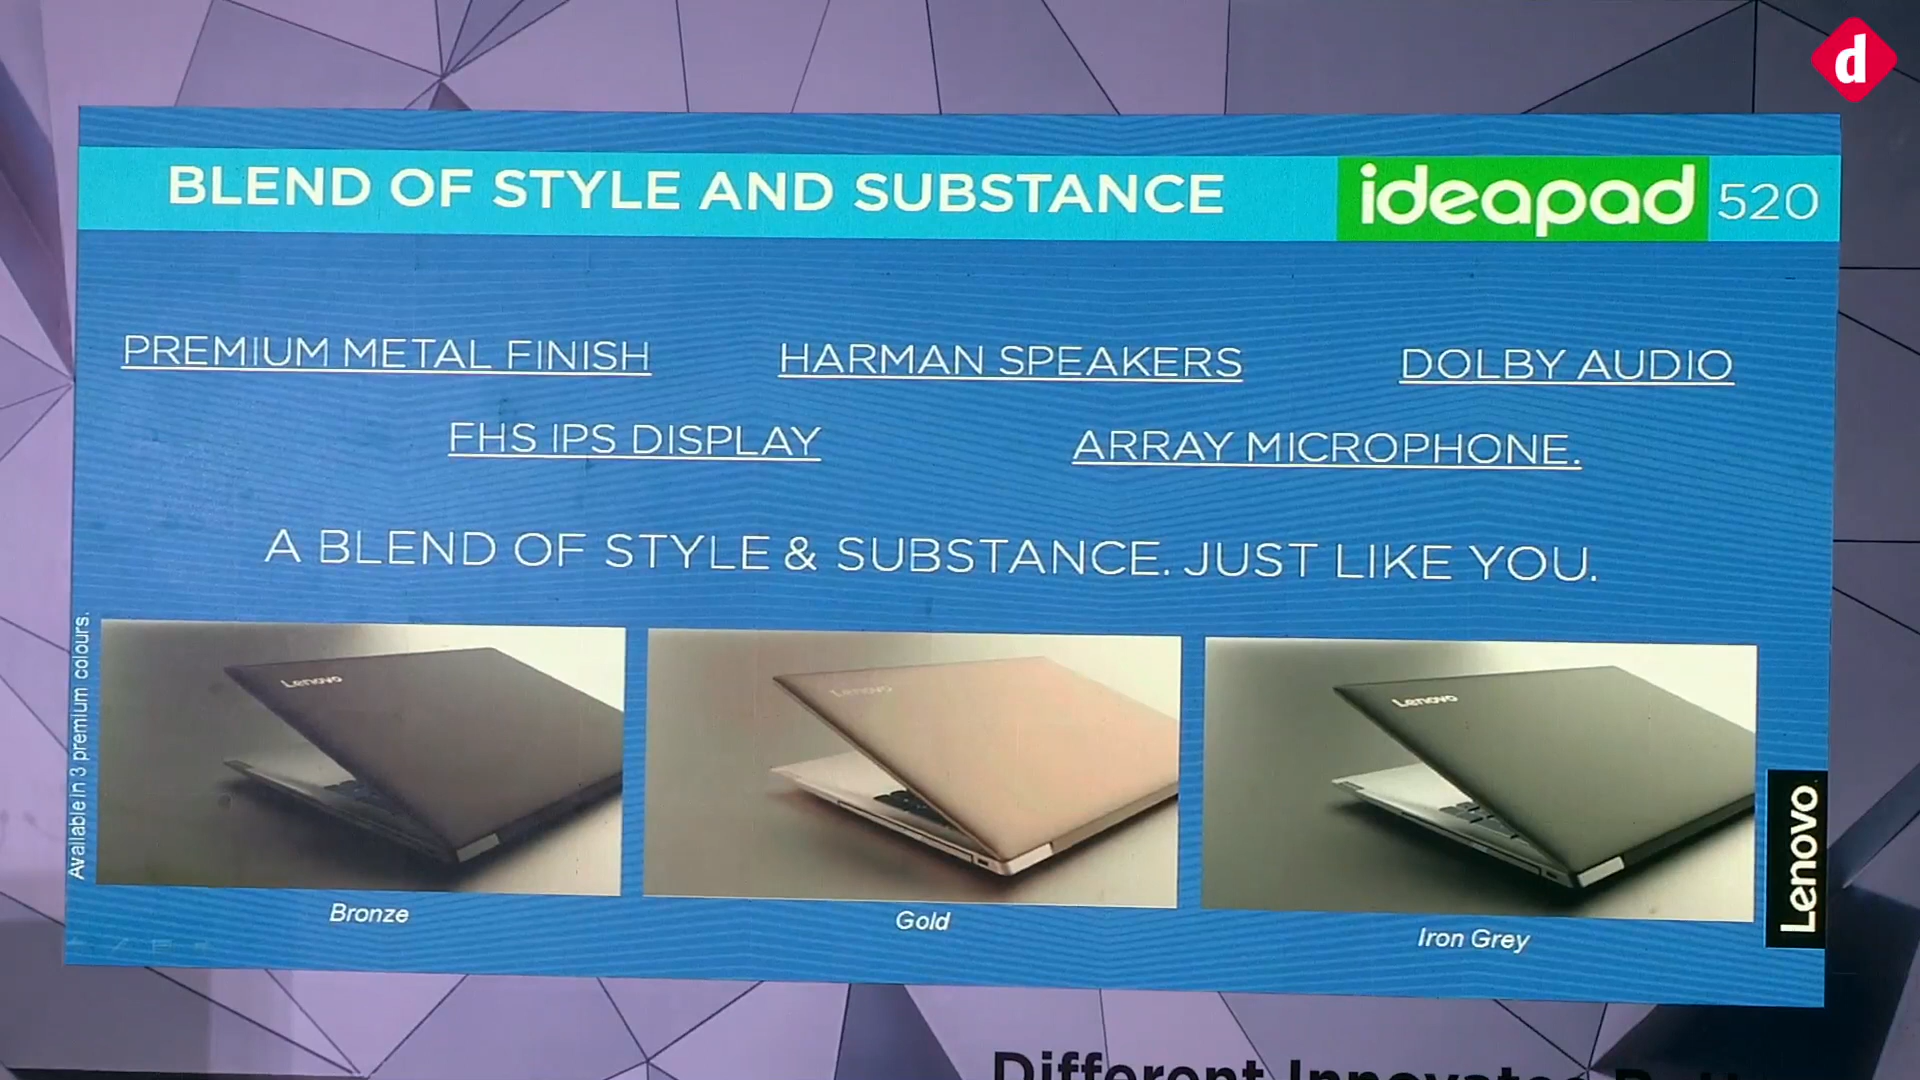 d
BLEND OF STYLE AND SUBSTANCE
ideapad 520
PREMIUM METAL FINISH HARMAN SPEAKERS DOLBY AUDIO
FHS IPS DISPLAY ARRAY MICROPHONE.
A BLEND OF STYLE & SUBSTANCE. JUST LIKE YOU.
Available in 3 premium colours.
Lenovo
Lenovo
Lenovo
Lenovo
Bronze
Gold
Iron Grey
Different Innovates